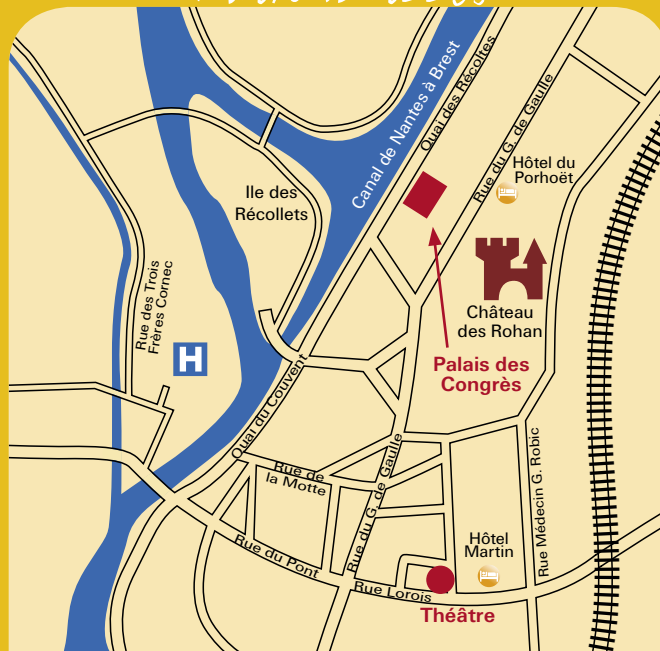 Canal de Nantes à Brest
Quai des Récoltes
Rue du G. de Gaulle
Hôtel du
Porhoët
Ile des
Récollets
Château
des Rohan
Palais des
Congrès
Rue des Trois
Frères Cornec
H
Quai du Couvent
Rue de
la Motte
Rue du G. de Gaulle
Rue Médecin G. Robic
Hôtel
Martin
Rue du Pont
Rue Lorois
Théâtre